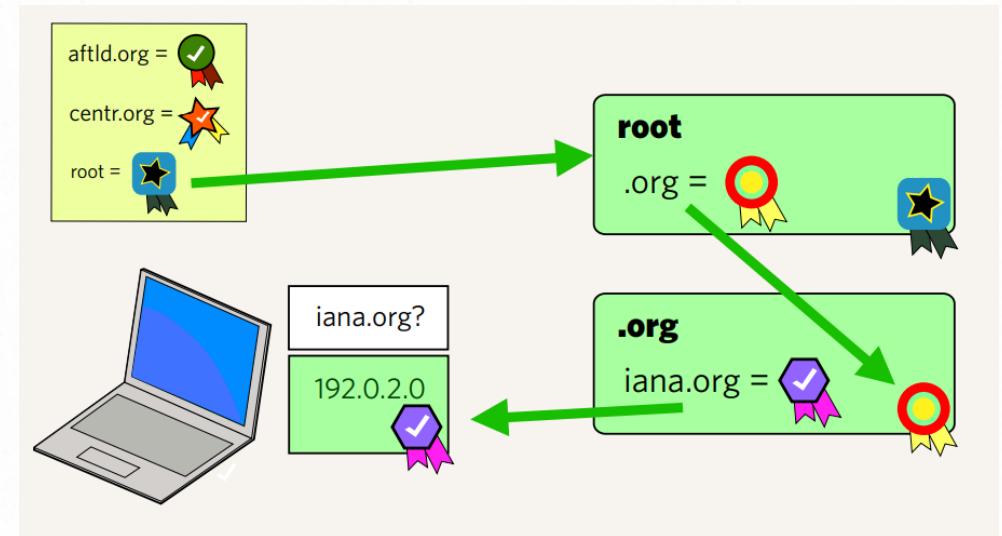 aftld.org =
centr.org =
root =
root
.org =
iana.org?
192.0.2.0
.org
iana.org =